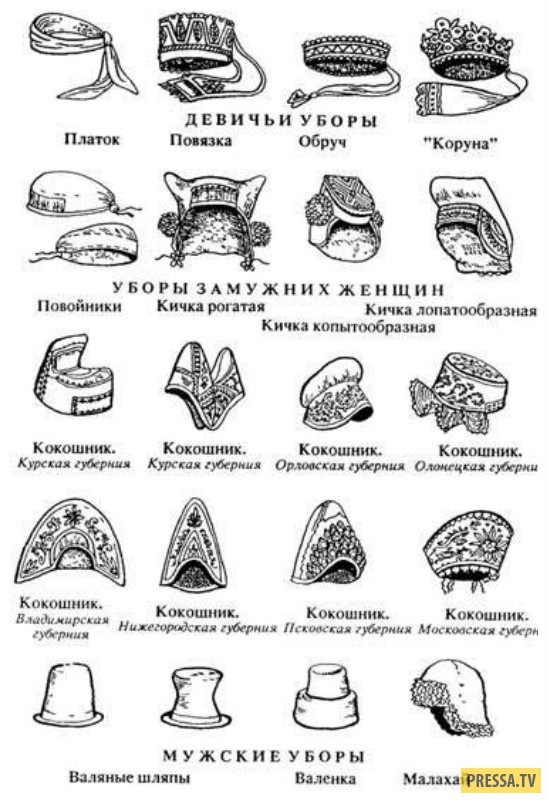 ДЕВИЧЬИ УБОРЫ
Платок Повязка Обруч "Коруна"
УБОРЫ ЗАМУЖНИХ ЖЕНЩИН
Повойники Кичка рогатая Кичка лопатообразная
Кичка копытообразная
Кокошник. Кокошник. Кокошник. Кокошник.
Курская губерния Курская губерния Орловская губерния Олонецкая губерни
Кокошник. Кокошник. Кокошник. Кокошник.
Владимирская губерния Нижегородская губерния Псковская губерния Московская губерн
МУЖСКИЕ УБОРЫ
Валяные шляпы Валенка Малаха
PRESSA.TV